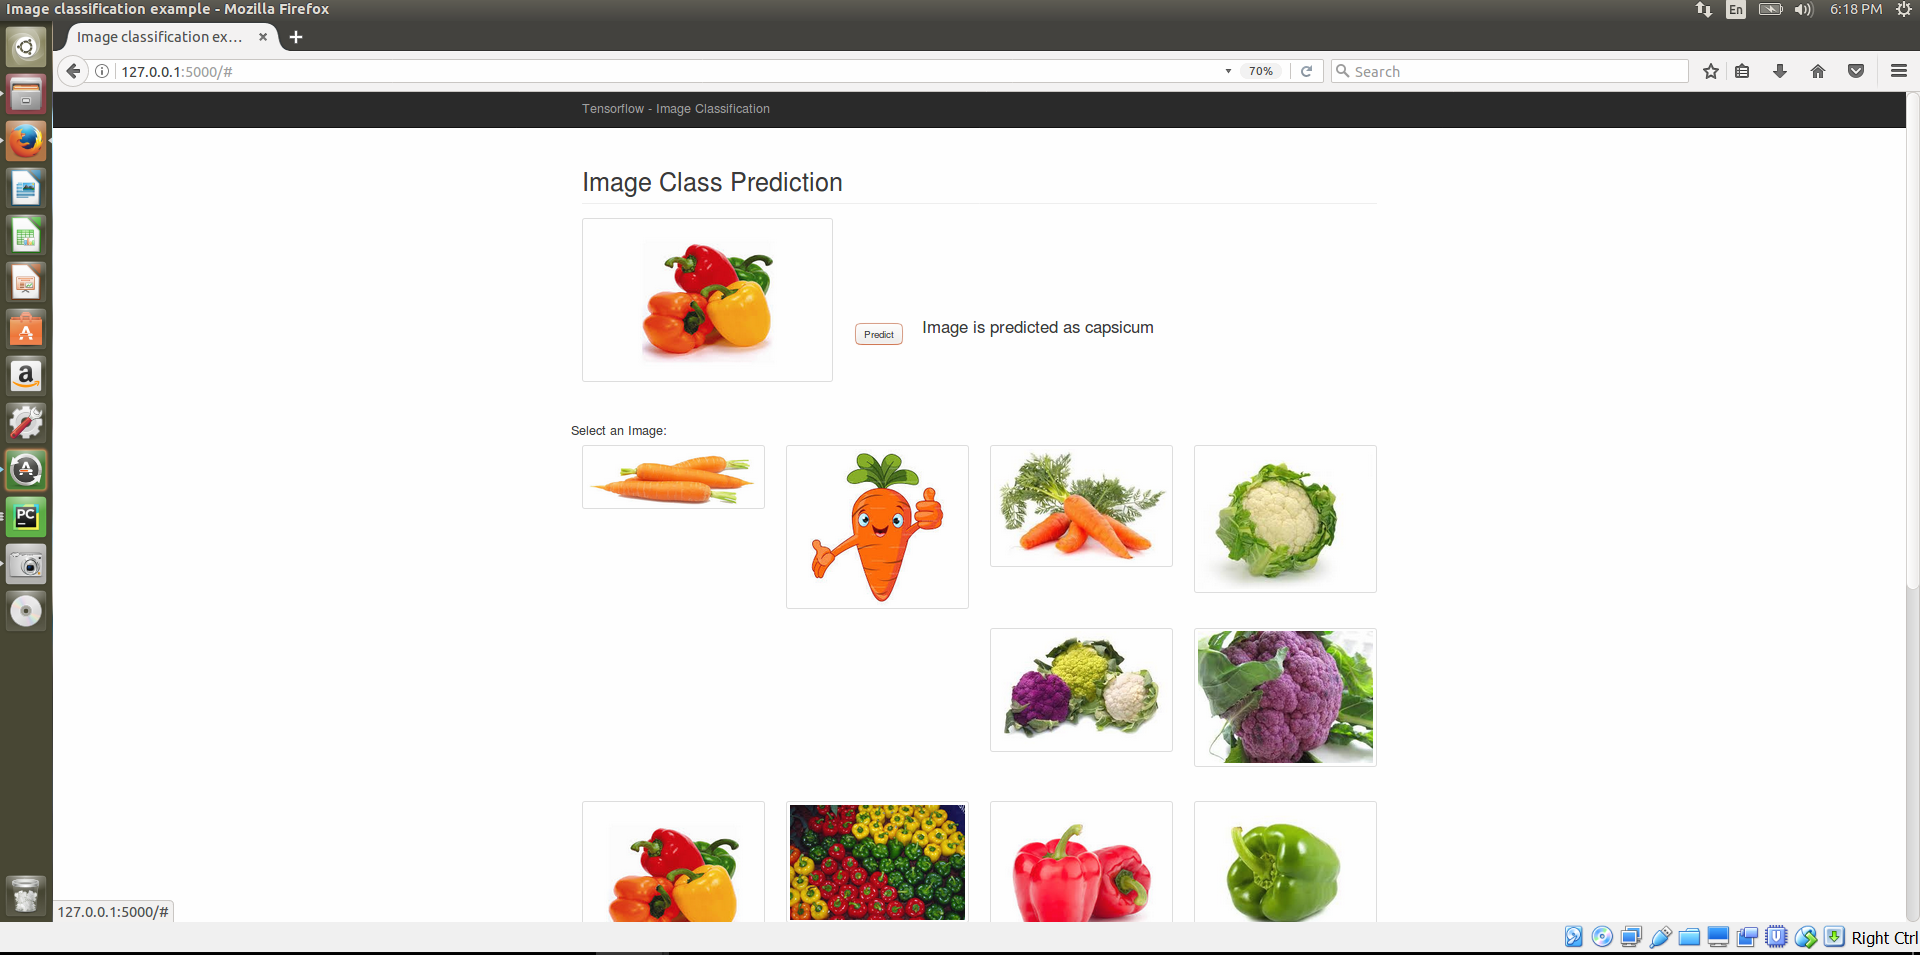 Image classification example - Mozilla Firefox
En
6:18 PM
Image classification ex...
127.0.0.1:5000/#
70%
Search
Tensorflow - Image Classification
Image Class Prediction
Predict
Image is predicted as capsicum
Select an Image:
a
PC
127.0.0.1:5000/#
Right Ctrl